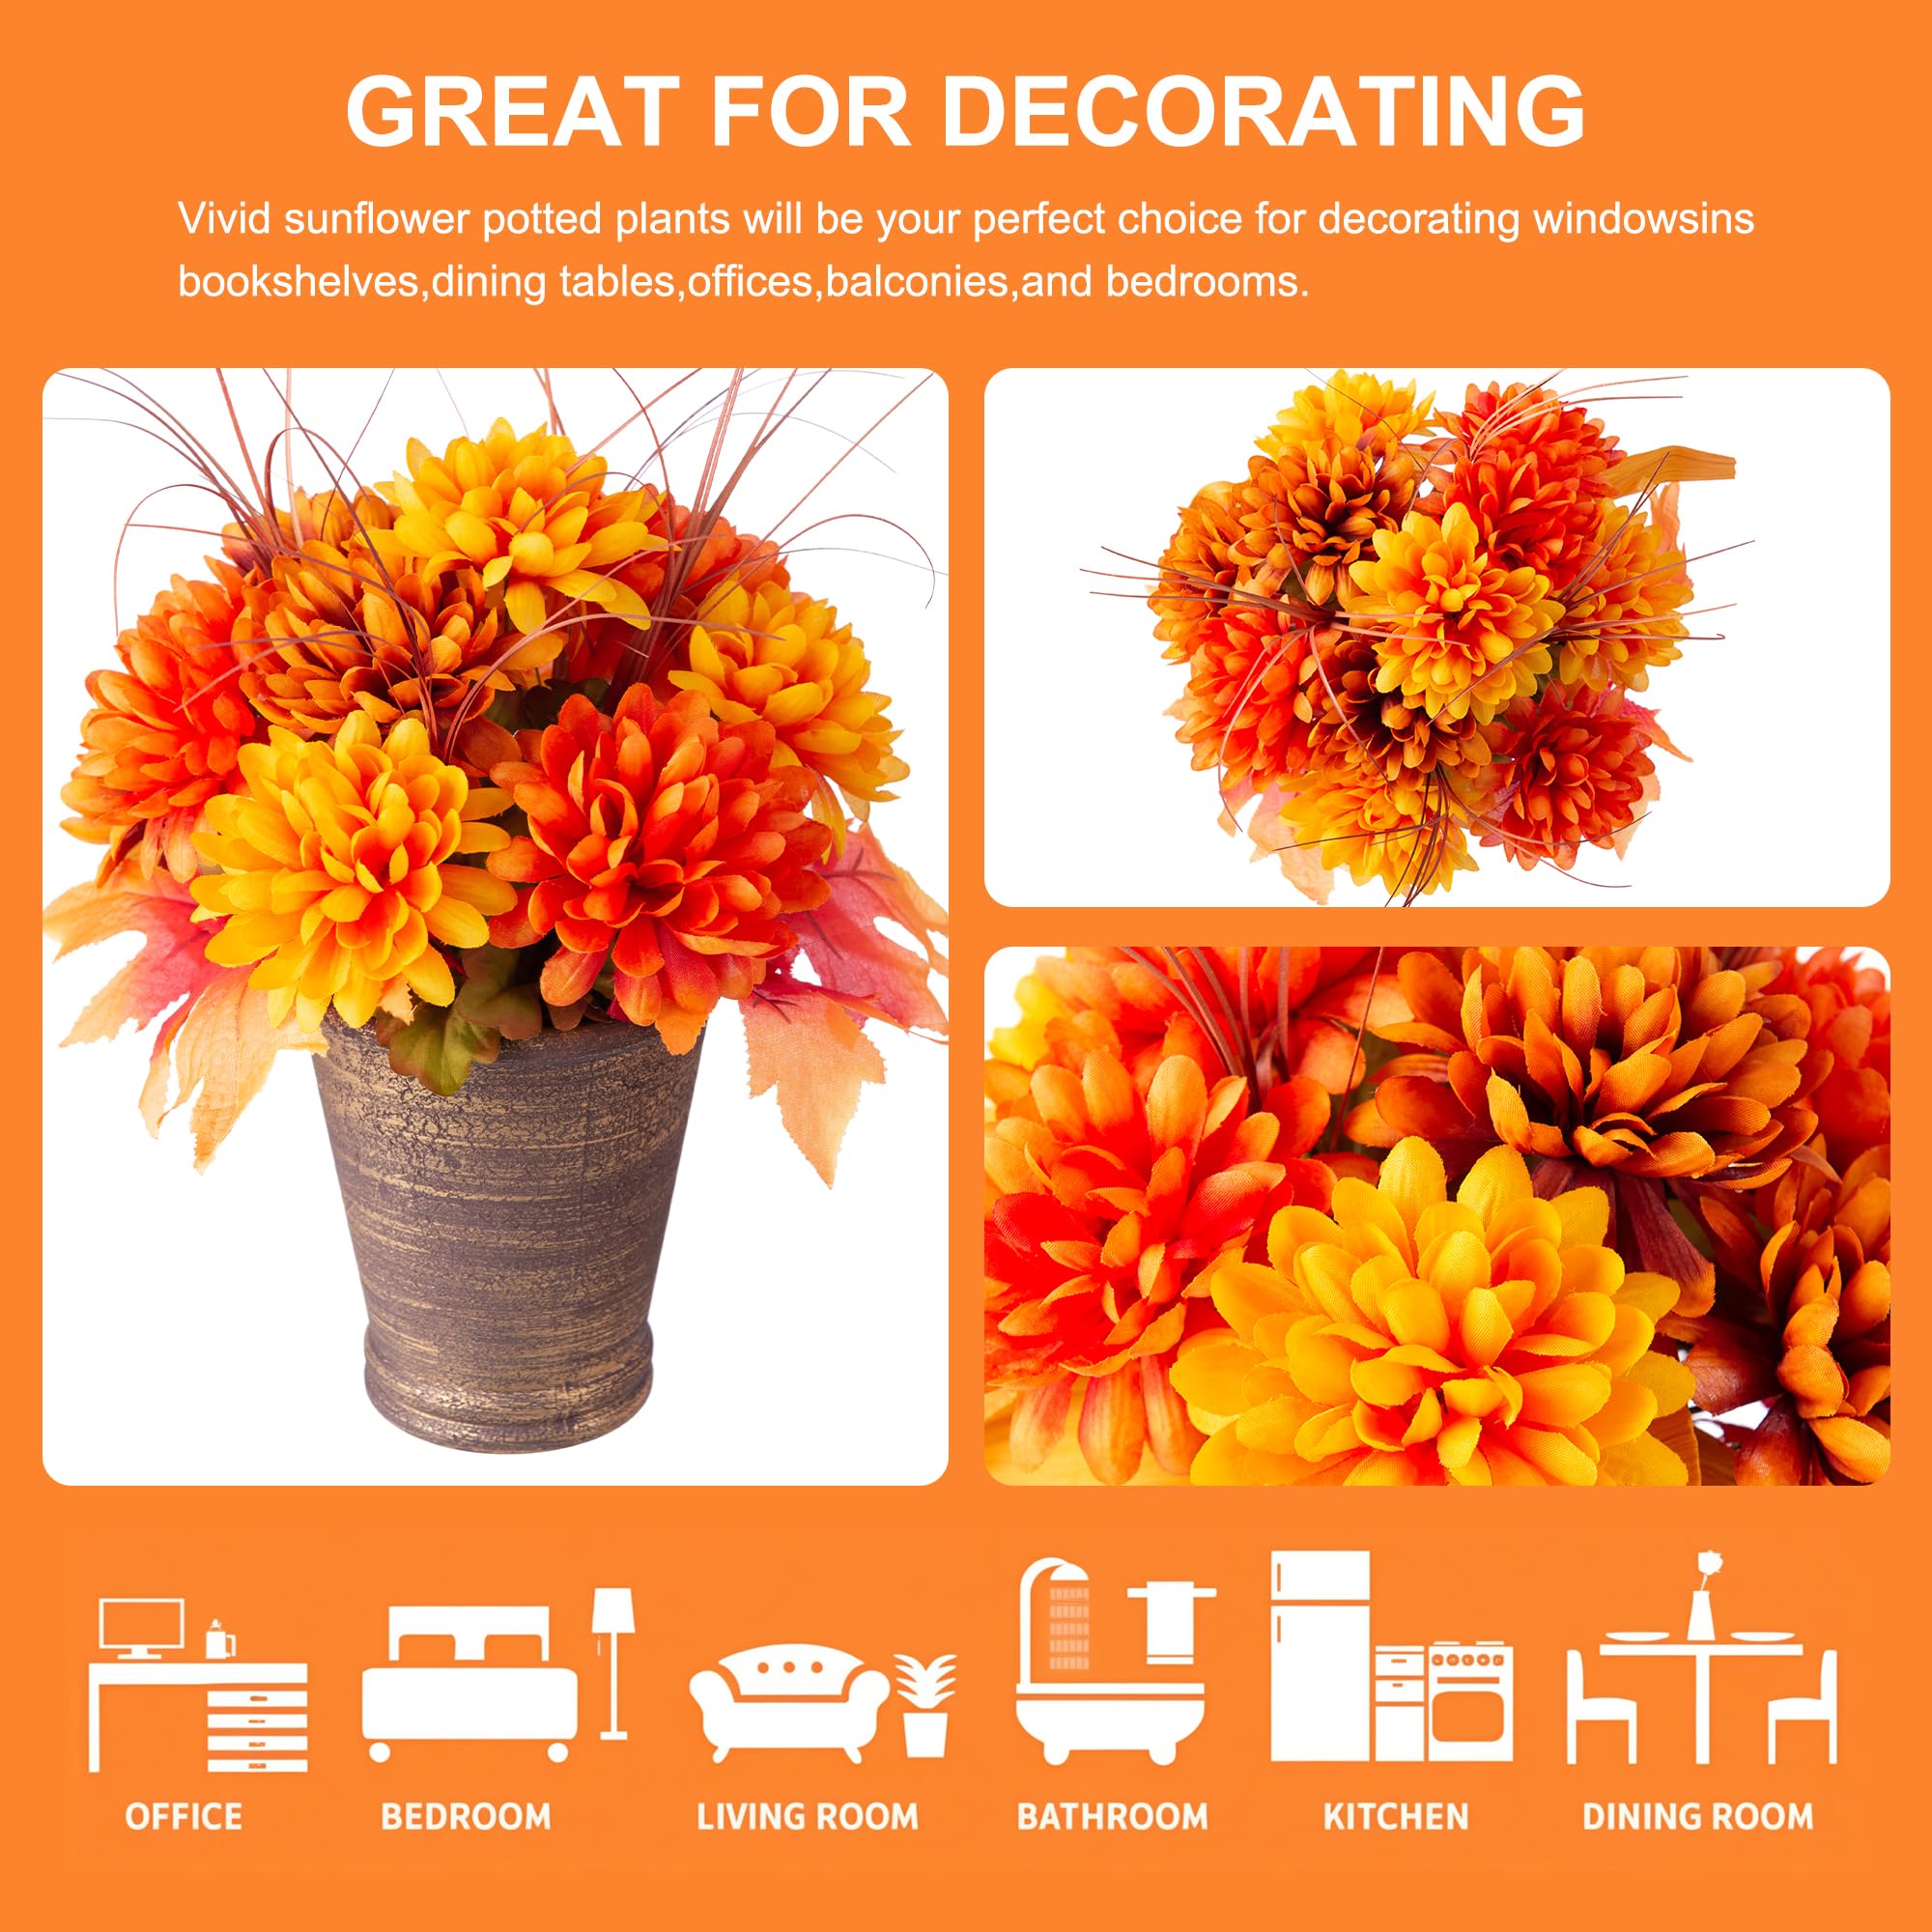 GREAT FOR DECORATING
Vivid sunflower potted plants will be your perfect choice for decorating windowsins
bookshelves,dining tables,offices,balconies,and bedrooms.
OFFICE
BEDROOM
LIVING ROOM
BATHROOM
KITCHEN
DINING ROOM